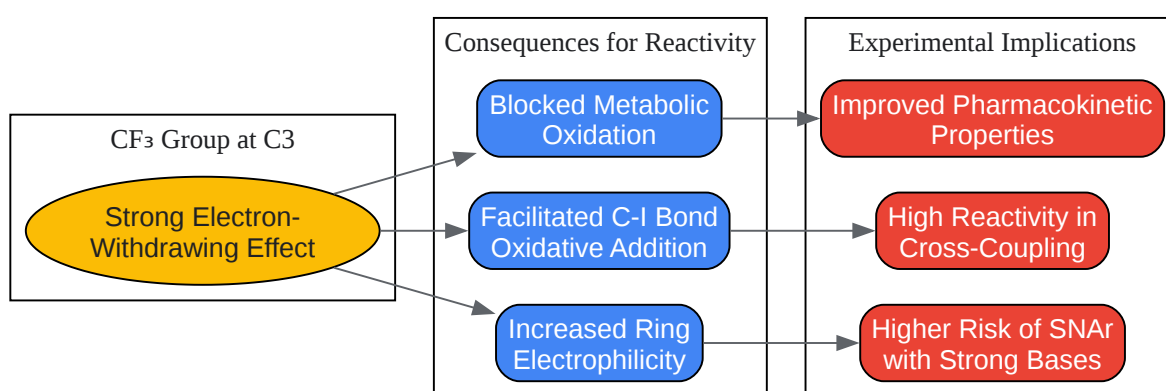 CF₃ Group at C3
Strong Electron-
Withdrawing Effect
Consequences for Reactivity
Blocked Metabolic
Oxidation
Facilitated C-I Bond
Oxidative Addition
Increased Ring
Electrophilicity
Experimental Implications
Improved Pharmacokinetic
Properties
High Reactivity in
Cross-Coupling
Higher Risk of SNAr
with Strong Bases